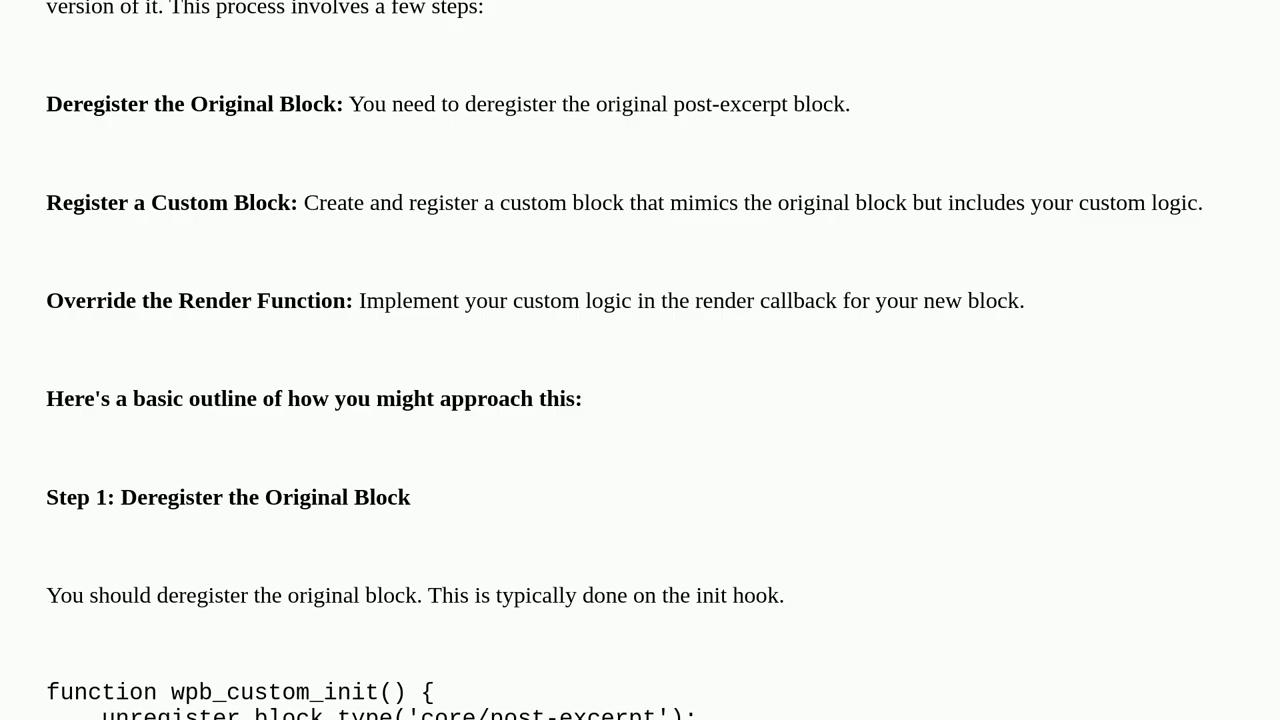 version of it. This process involves a few steps:
Deregister the Original Block: You need to deregister the original post-excerpt block.
Register a Custom Block: Create and register a custom block that mimics the original block but includes your custom logic.
Override the Render Function: Implement your custom logic in the render callback for your new block.
Here's a basic outline of how you might approach this:
Step 1: Deregister the Original Block
You should deregister the original block. This is typically done on the init hook.
function wpb_custom_init() {
    unregister_block_type('core/post-excerpt');